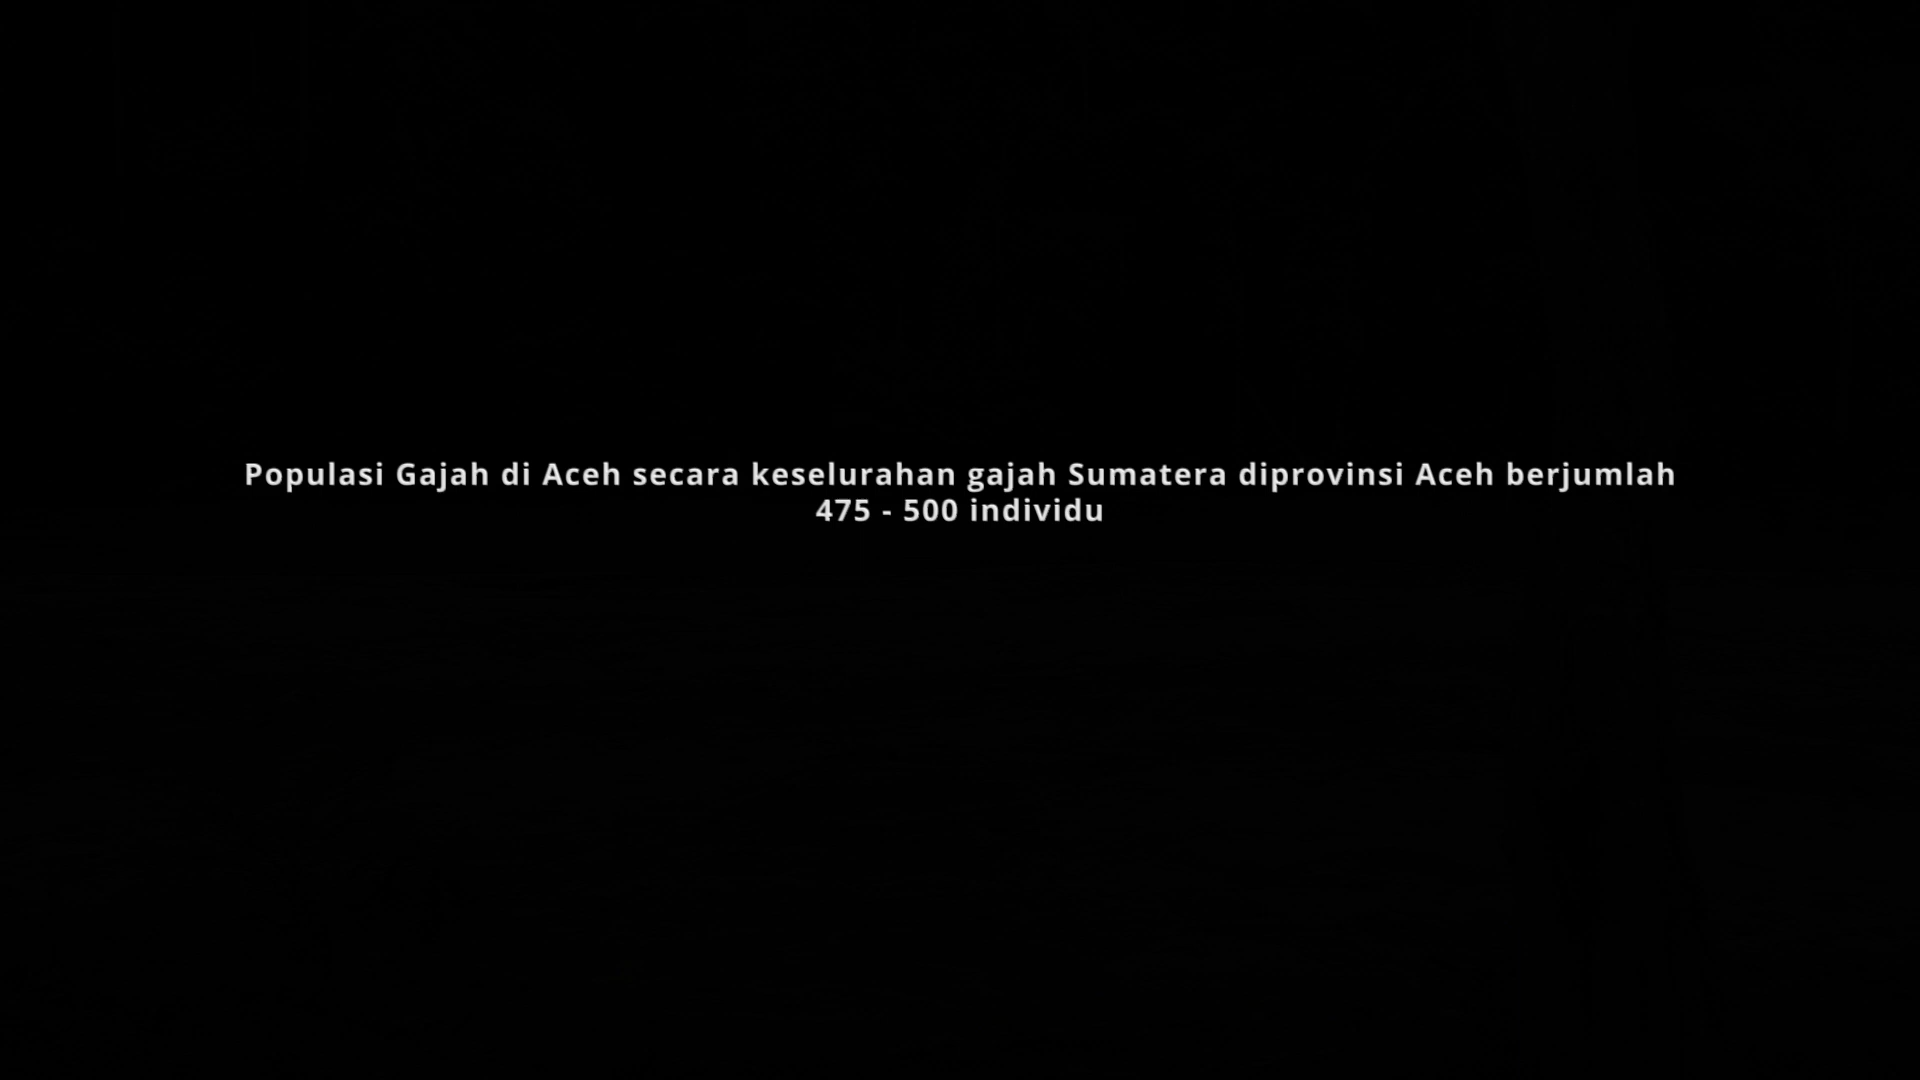 Populasi Gajah di Aceh secara keselurahan gajah Sumatera diprovinsi Aceh berjumlah
475 - 500 individu